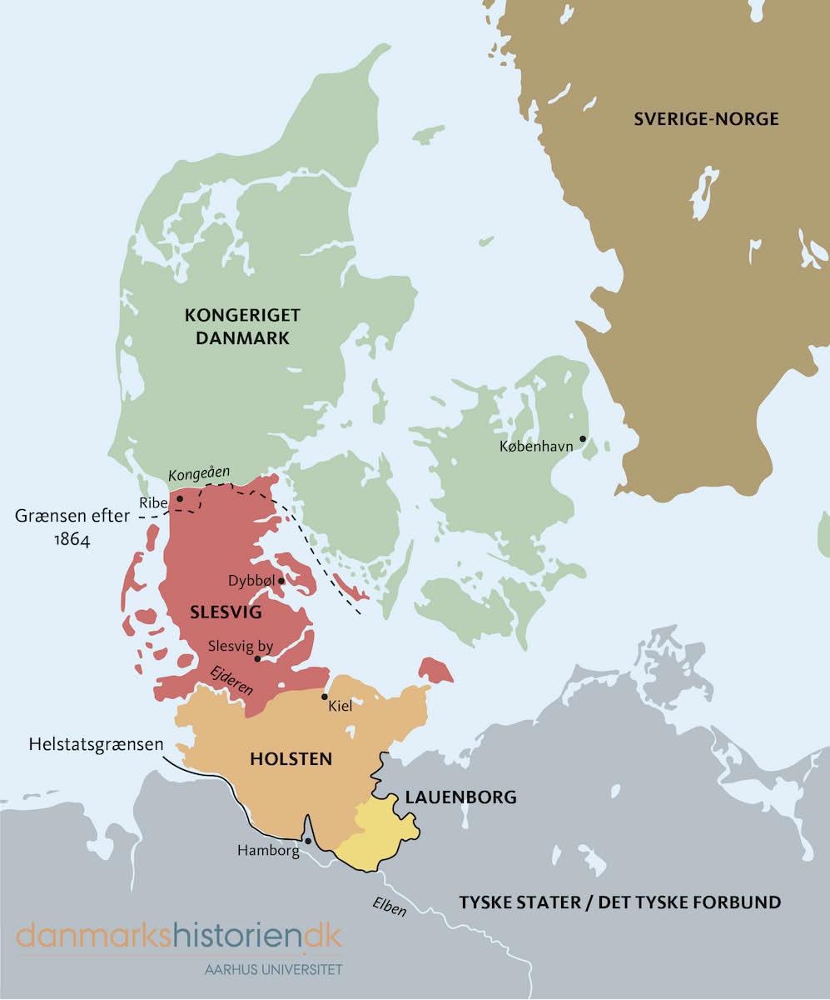 SVERIGE-NORGE
KONGERIGET
DANMARK
København
Kongeåen
Ribe
Grænsen efter
1864
Dybbøl
SLESVIG
Slesvig by
Ejderen
Kiel
Helstatsgrænsen
HOLSTEN
LAUENBORG
Hamborg
TYSKE STATER / DET TYSKE FORBUND
Elben
danmarkshistorien.dk
AARHUS UNIVERSITET